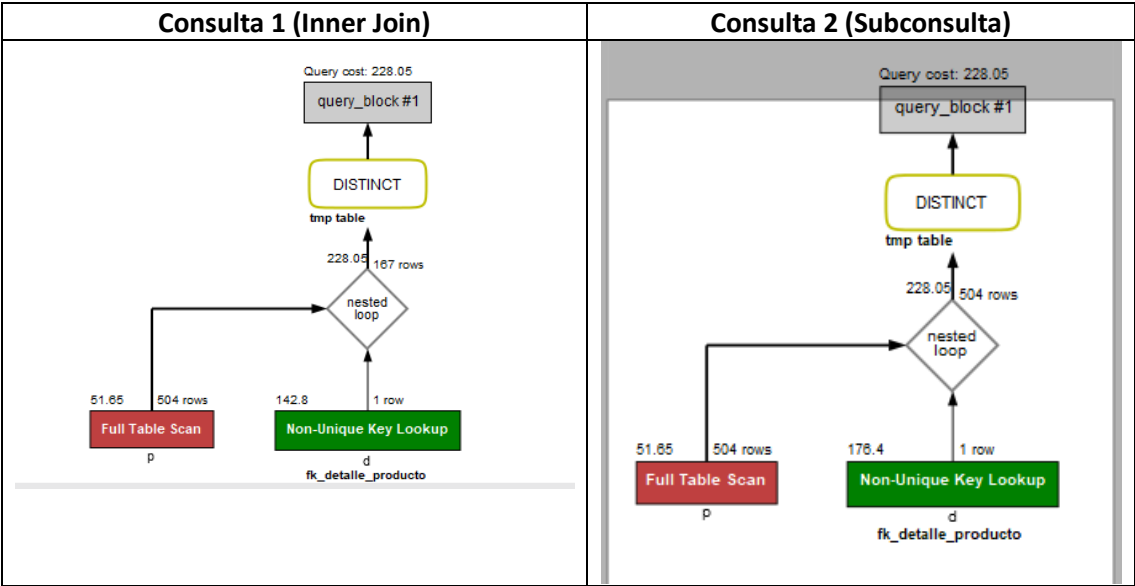 Consulta 1 (Inner Join)
Query cost: 228.05
query_block #1
DISTINCT
tmp table
228.05 167 rows
nested
loop
51.65 504 rows
142.8 1 row
Full Table Scan
Non-Unique Key Lookup
p
d
fk_detalle_producto
Consulta 2 (Subconsulta)
Query cost: 228.05
query_block #1
DISTINCT
tmp table
228.05 504 rows
nested
loop
51.65 504 rows
176.4 1 row
Full Table Scan
Non-Unique Key Lookup
p
d
fk_detalle_producto